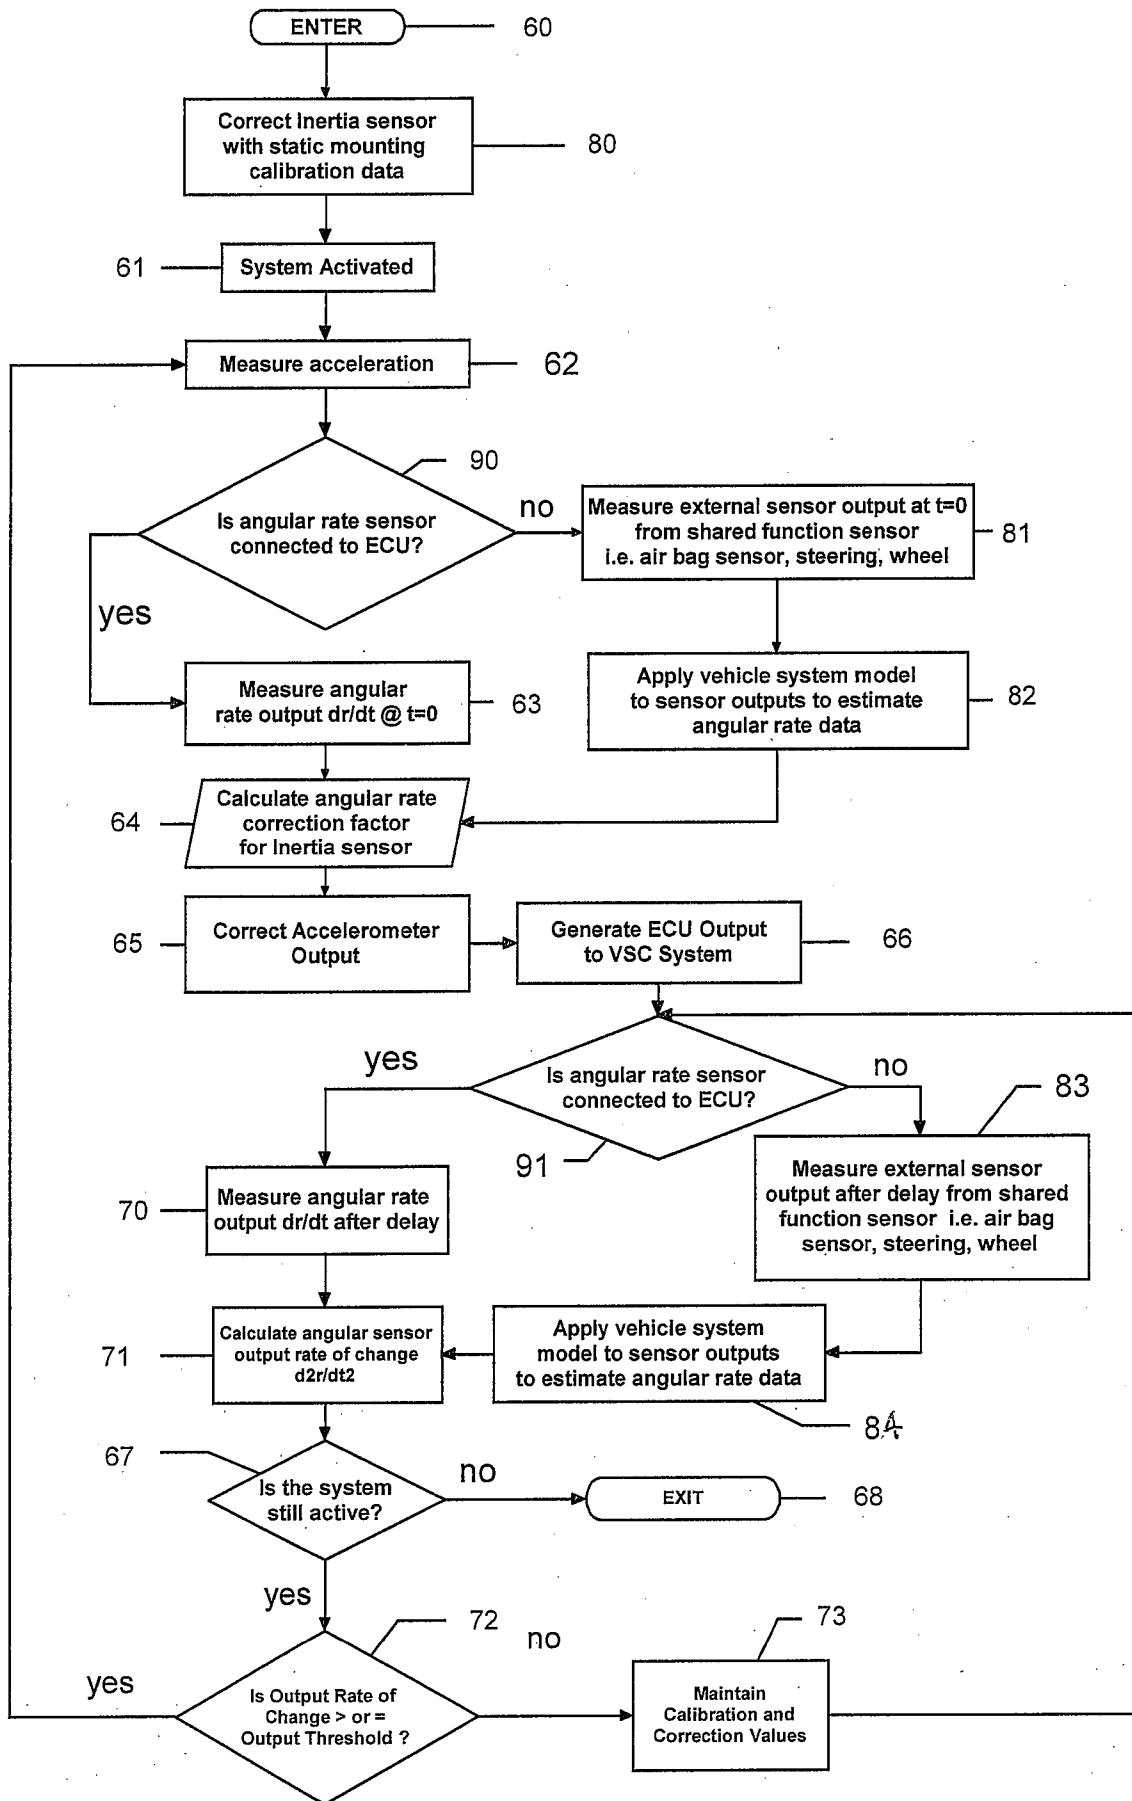 ENTER
60
Correct Inertia sensor
with static mounting
calibration data
80
61
System Activated
Measure acceleration
62
90
Is angular rate sensor
connected to ECU?
no
yes
Measure external sensor output at t=0
from shared function sensor
i.e. air bag sensor, steering, wheel
81
Measure angular
rate output dr/dt @ t=0
63
Apply vehicle system model
to sensor outputs to estimate
angular rate data
82
64
Calculate angular rate
correction factor
for Inertia sensor
65
Correct Accelerometer
Output
Generate ECU Output
to VSC System
66
yes
Is angular rate sensor
connected to ECU?
no
91
83
70
Measure angular rate
output dr/dt after delay
Measure external sensor
output after delay from shared
function sensor i.e. air bag
sensor, steering, wheel
71
Calculate angular sensor
output rate of change
d2r/dt2
Apply vehicle system
model to sensor outputs
to estimate angular rate data
84
67
Is the system
still active?
no
EXIT
68
yes
72
no
73
yes
Is Output Rate of
Change > or =
Output Threshold ?
Maintain
Calibration and
Correction Values